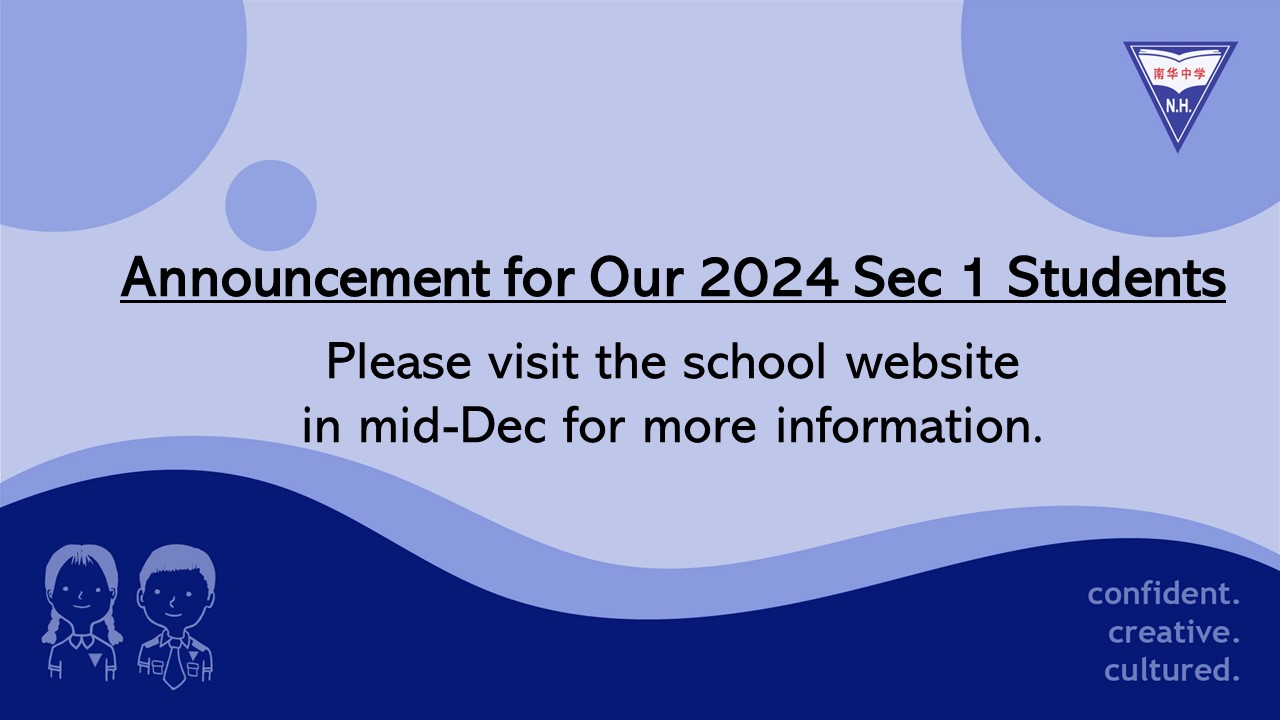 南华中学
N.H.
Announcement for Our 2024 Sec 1 Students
Please visit the school website
in mid-Dec for more information.
confident.
creative.
cultured.